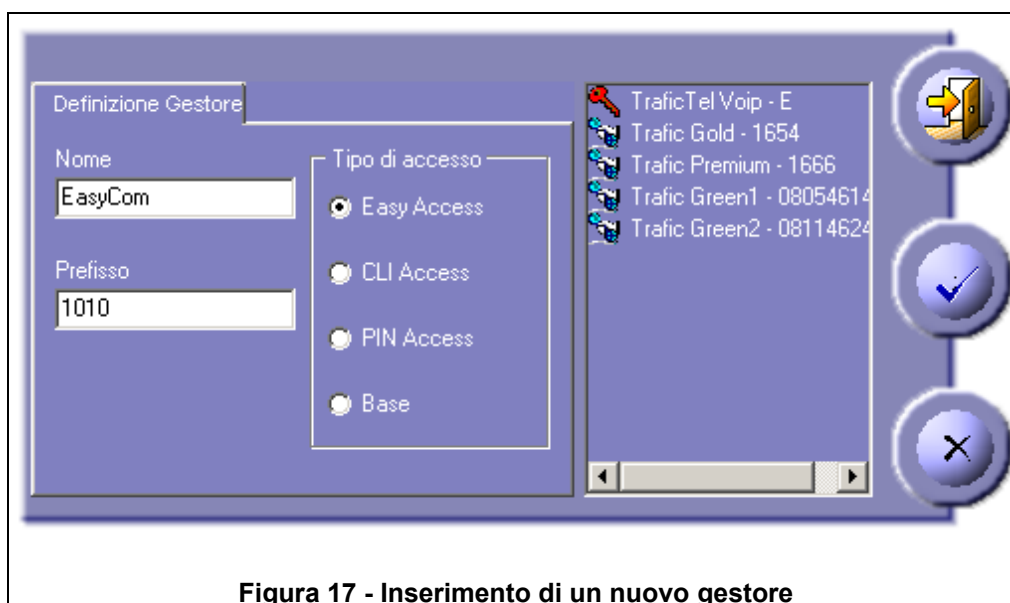 Definizione Gestore
Nome
EasyCom
Prefisso
1010
Tipo di accesso
Easy Access
CLI Access
PIN Access
Base
TraficTel Voip - E
Trafic Gold - 1654
Trafic Premium - 1666
Trafic Green1 - 08054614
Trafic Green2 - 08114624
Figura 17 - Inserimento di un nuovo gestore